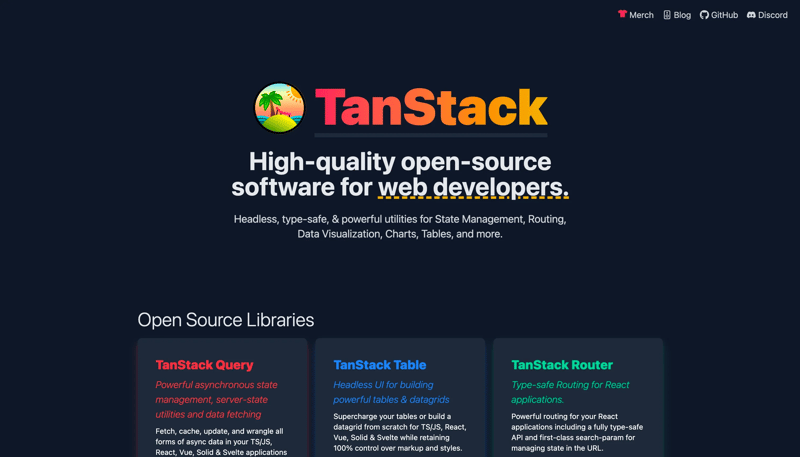 Merch Blog GitHub Discord
TanStack
High-quality open-source
software for web developers.
Headless, type-safe, & powerful utilities for State Management, Routing,
Data Visualization, Charts, Tables, and more.
Open Source Libraries
TanStack Query
Powerful asynchronous state
management, server-state
utilities and data fetching
Fetch, cache, update, and wrangle all
forms of async data in your TS/JS,
React, Vue, Solid & Svelte applications
TanStack Table
Headless UI for building
powerful tables & datagrids
Supercharge your tables or build a
datagrid from scratch for TS/JS, React,
Vue, Solid & Svelte while retaining
100% control over markup and styles.
TanStack Router
Type-safe Routing for React
applications.
Powerful routing for your React
applications including a fully type-safe
API and first-class search-param for
managing state in the URL.